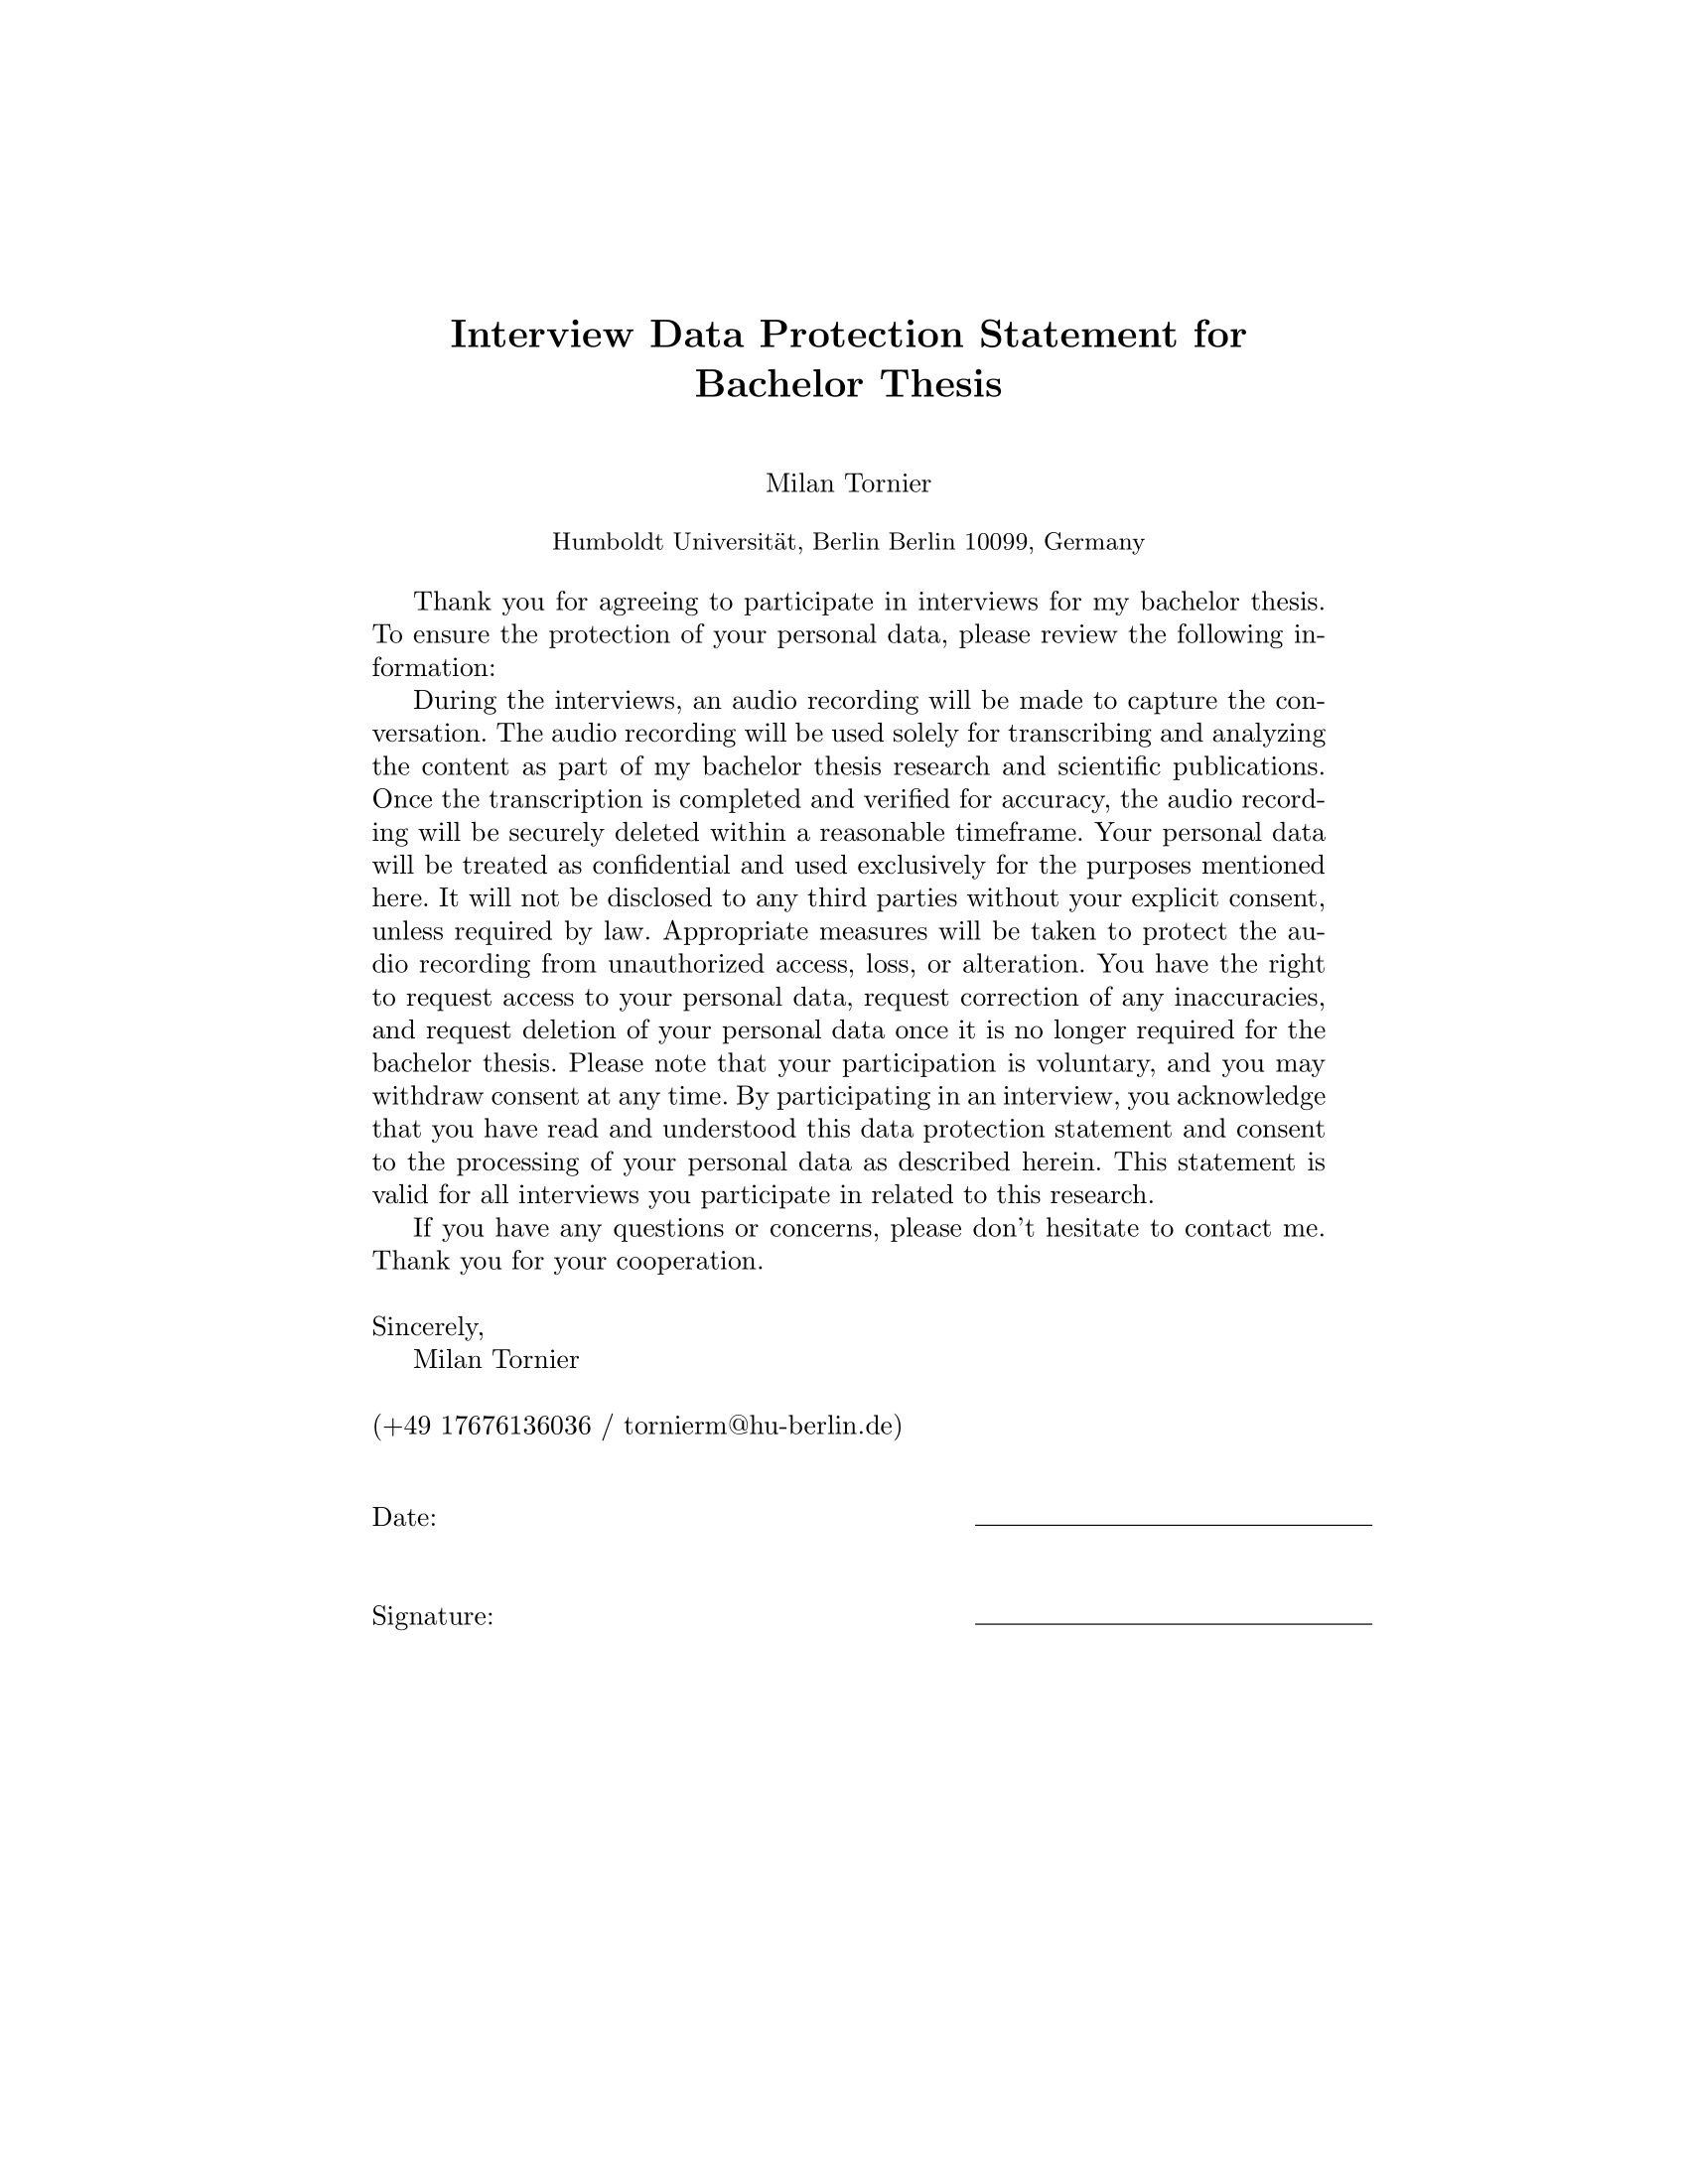 Interview Data Protection Statement for
Bachelor Thesis
Milan Tornier
Humboldt Universität, Berlin Berlin 10099, Germany
Thank you for agreeing to participate in interviews for my bachelor thesis.
To ensure the protection of your personal data, please review the following in-
formation:
During the interviews, an audio recording will be made to capture the con-
versation. The audio recording will be used solely for transcribing and analyzing
the content as part of my bachelor thesis research and scientific publications.
Once the transcription is completed and verified for accuracy, the audio record-
ing will be securely deleted within a reasonable timeframe. Your personal data
will be treated as confidential and used exclusively for the purposes mentioned
here. It will not be disclosed to any third parties without your explicit consent,
unless required by law. Appropriate measures will be taken to protect the au-
dio recording from unauthorized access, loss, or alteration. You have the right
to request access to your personal data, request correction of any inaccuracies,
and request deletion of your personal data once it is no longer required for the
bachelor thesis. Please note that your participation is voluntary, and you may
withdraw consent at any time. By participating in an interview, you acknowledge
that you have read and understood this data protection statement and consent
to the processing of your personal data as described herein. This statement is
valid for all interviews you participate in related to this research.
If you have any questions or concerns, please don't hesitate to contact me.
Thank you for your cooperation.
Sincerely,
Milan Tornier
(+49 17676136036 / tornierm@hu-berlin.de)
Date:
Signature: